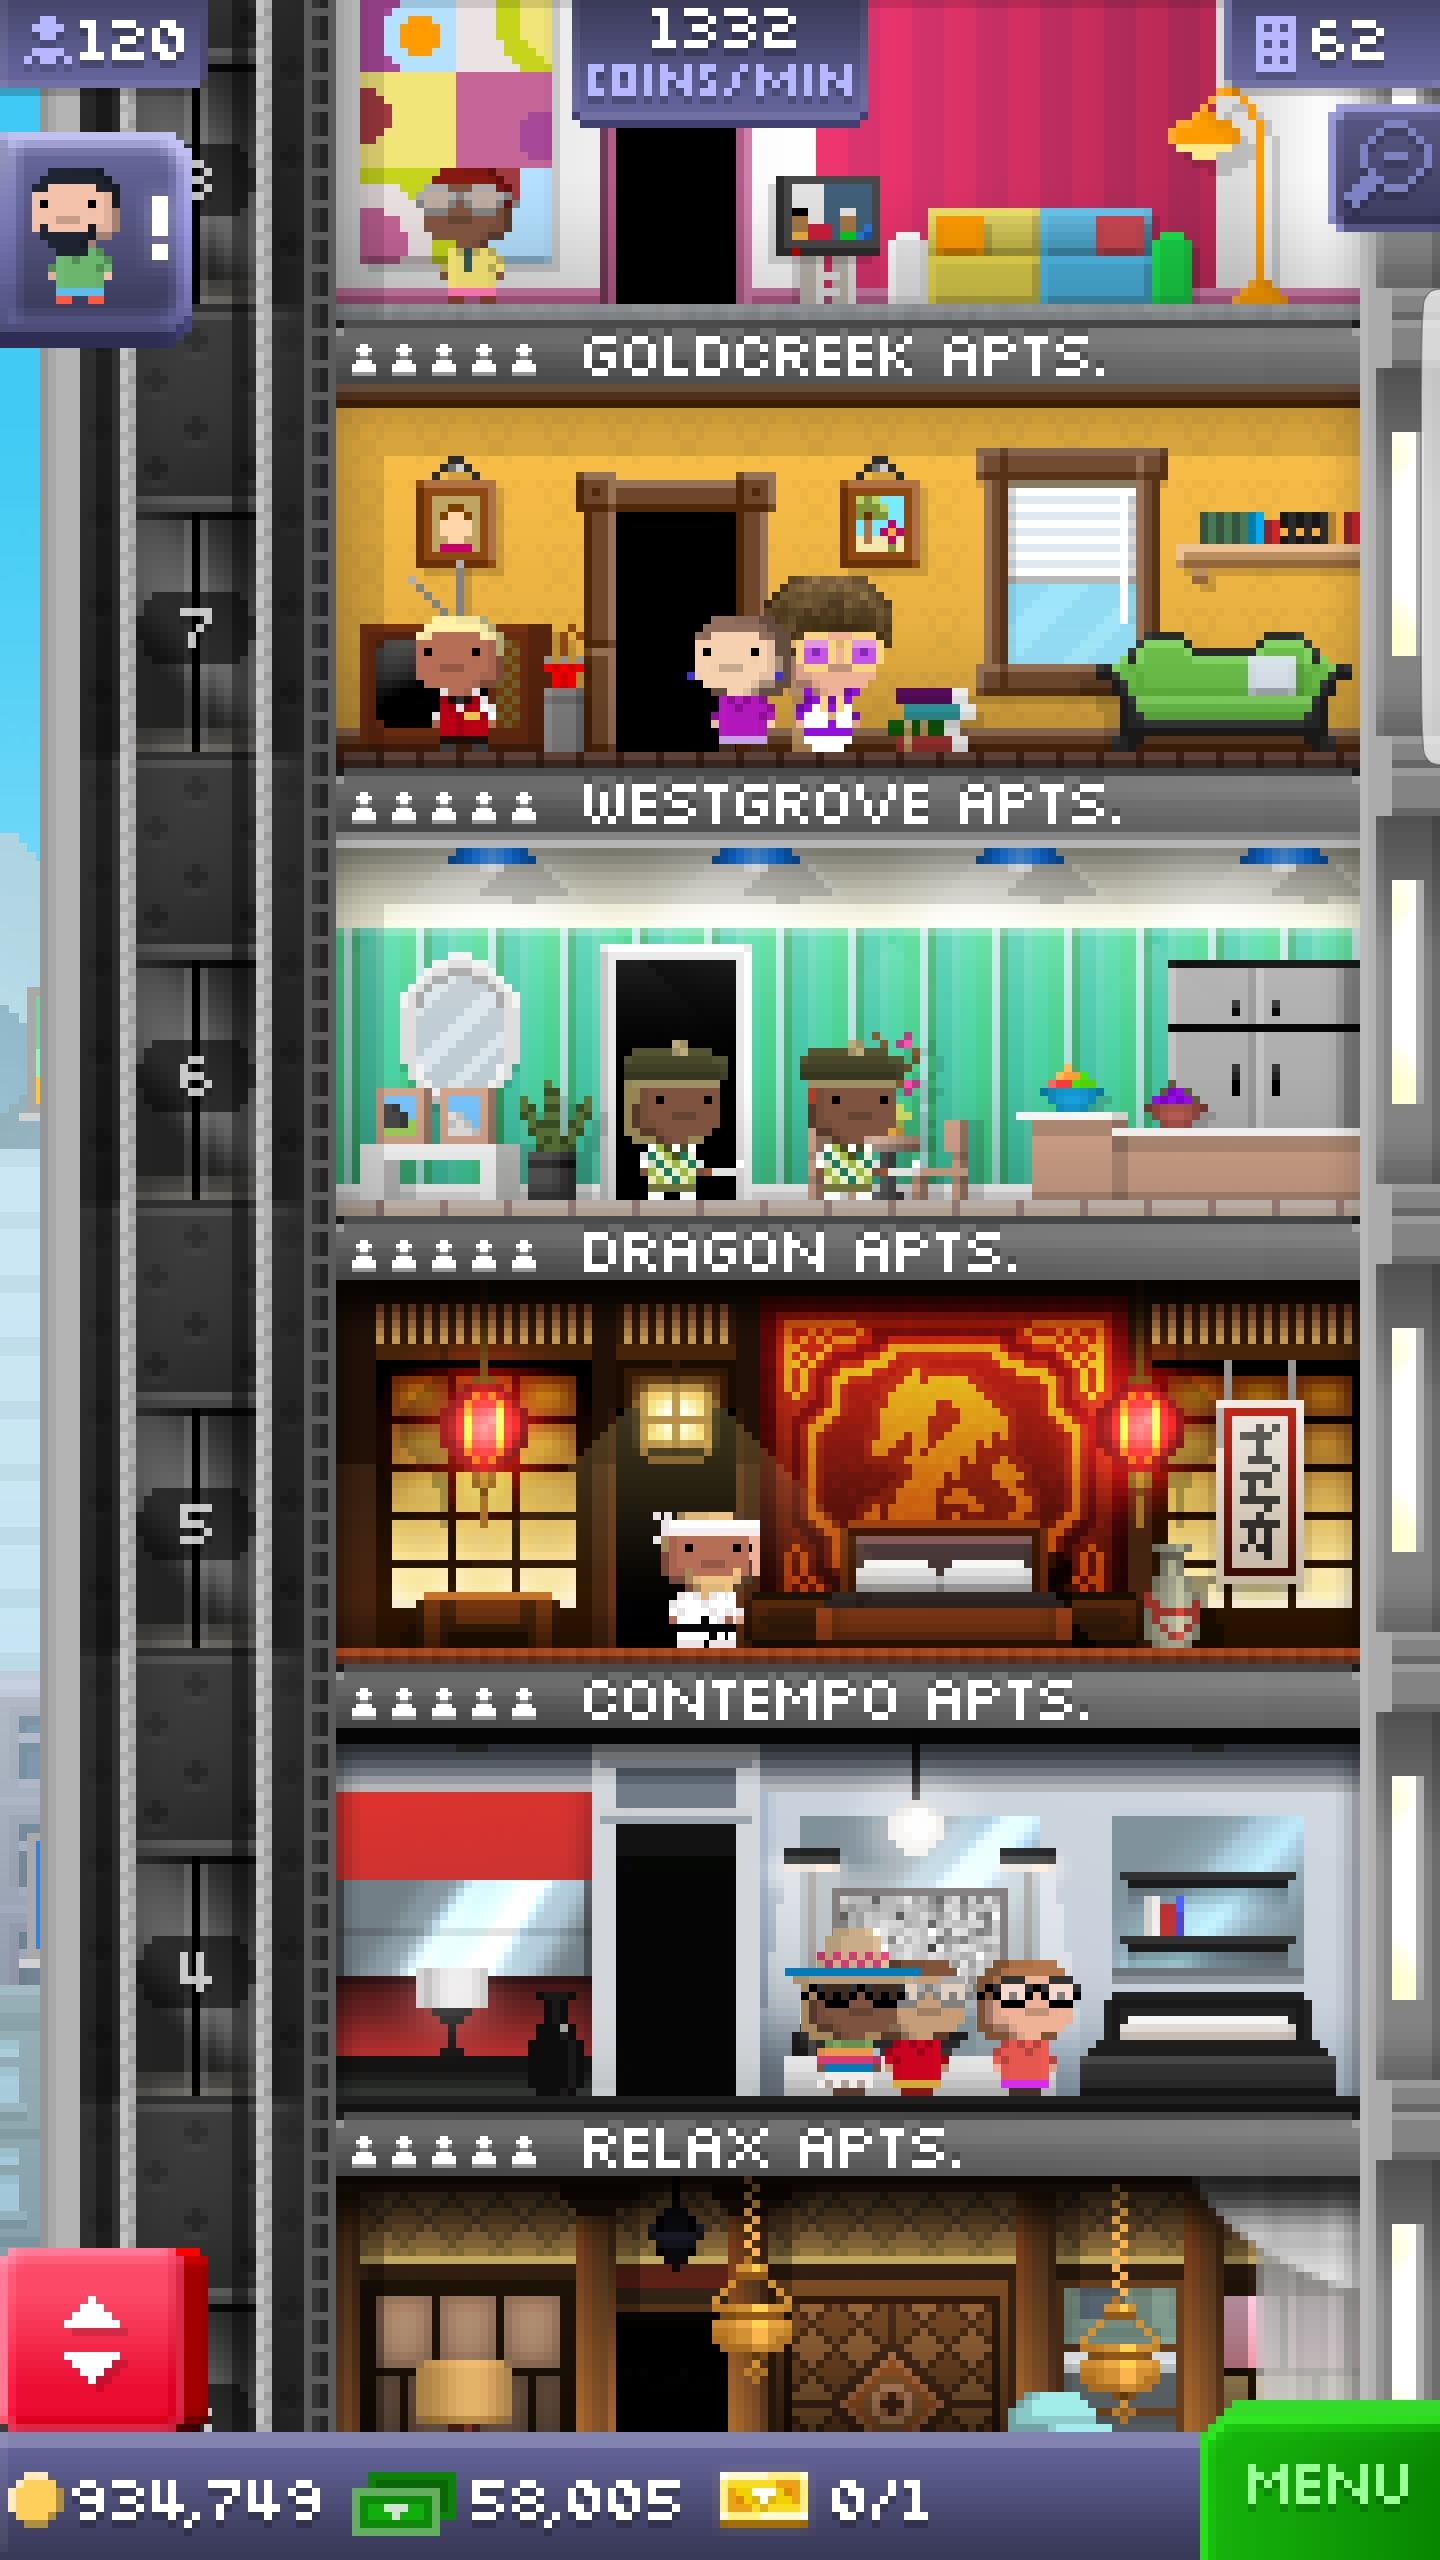 120
1332
COINS/MIN
62
!
GOLDCREEK APTS.
7
WESTGROVE APTS.
6
DRAGON APTS.
5
CONTEMPO APTS.
4
RELAX APTS.
934,749
58,005
0/1
MENU